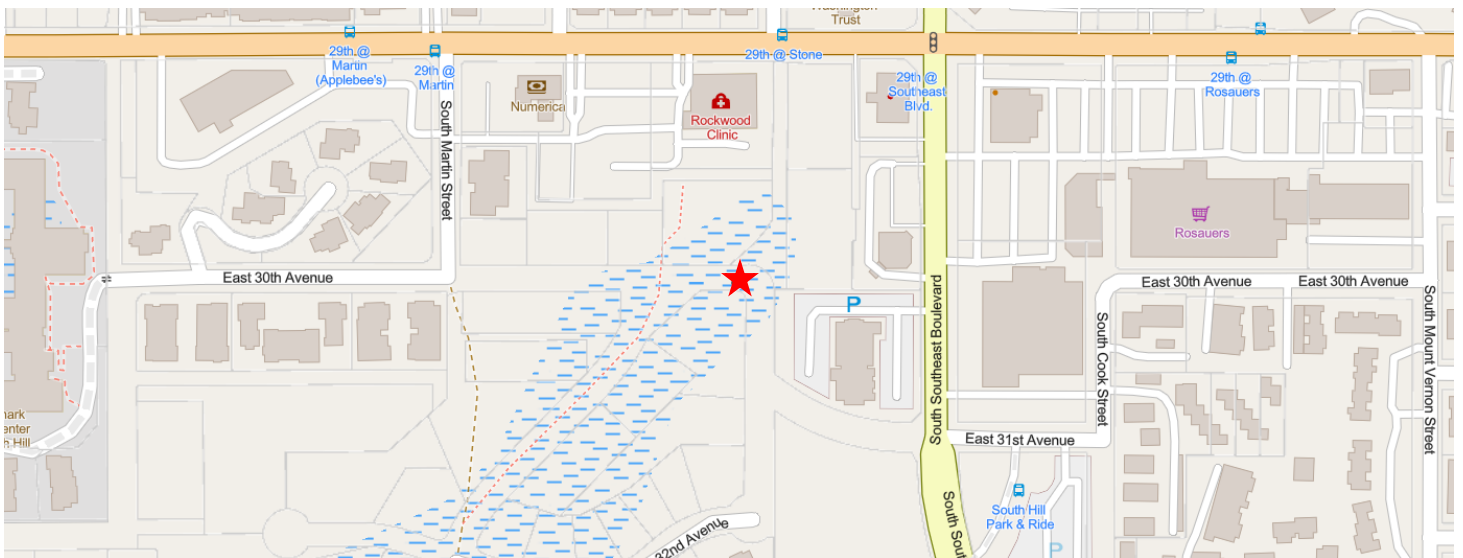 Trust
29th @
Martin
(Applebee's)
29th @
Martin
29th @ Stone
29th @
Southeast
Blvd.
29th @
Rosauers
Numerica
Rockwood
Clinic
South Martin Street
Rosauers
East 30th Avenue
East 30th Avenue
East 30th Avenue
P
South Southeast Boulevard
South Cook Street
South Mount Vernon Street
East 31st Avenue
South Hill
Park & Ride
32nd Avenue
South
P